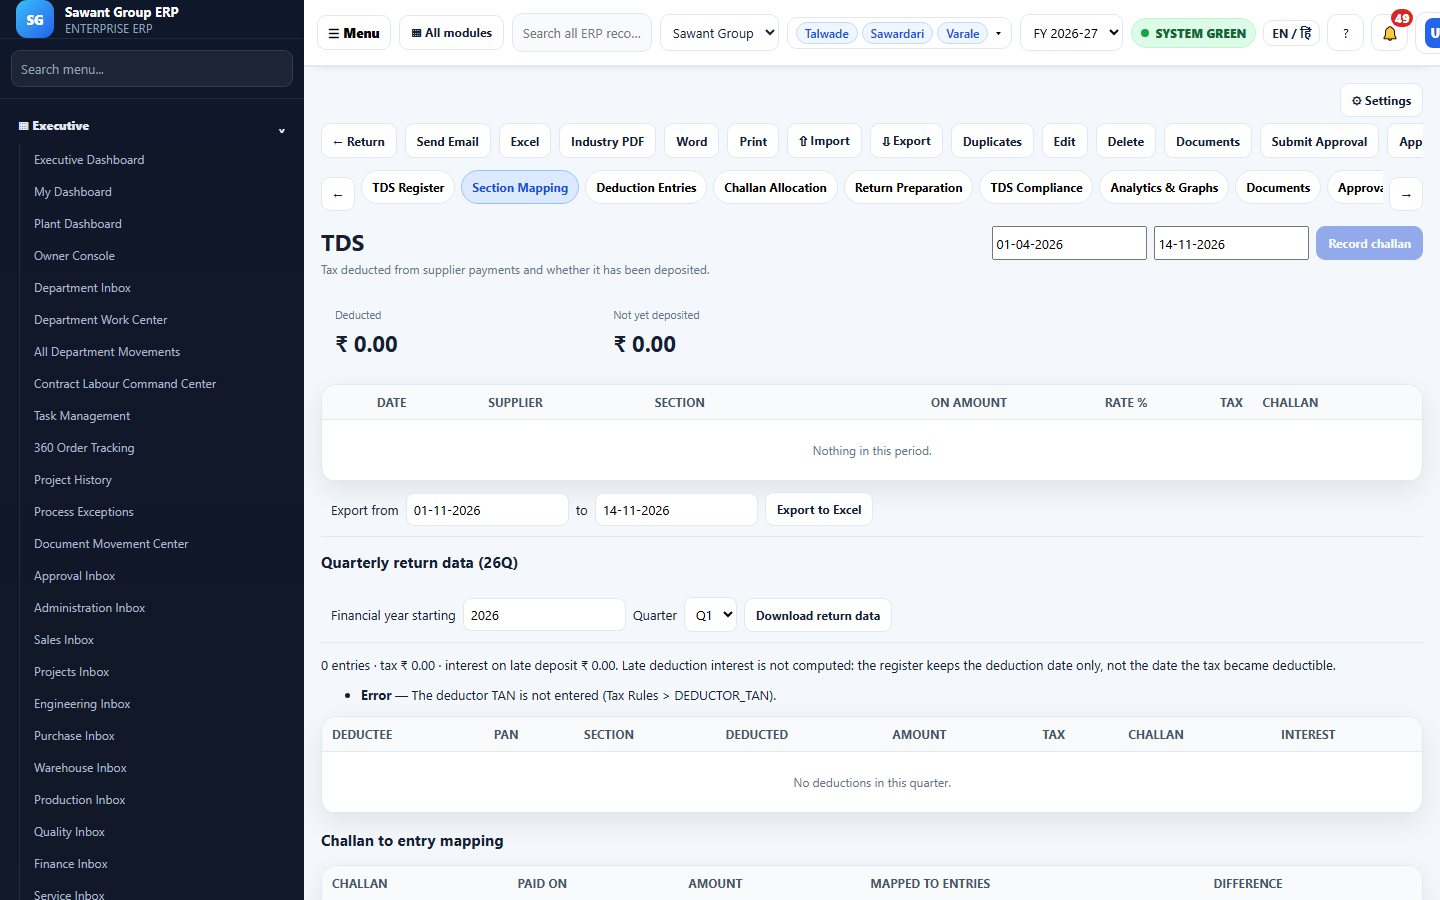 SG
Sawant Group ERP
ENTERPRISE ERP
☰ Menu
All modules
Search all ERP reco...
Sawant Group
Talwade
Sawardari
Varale
FY 2026-27
SYSTEM GREEN
EN / हिं
?
49
U
Search menu...
Executive
Executive Dashboard
My Dashboard
Plant Dashboard
Owner Console
Department Inbox
Department Work Center
All Department Movements
Contract Labour Command Center
Task Management
360 Order Tracking
Project History
Process Exceptions
Document Movement Center
Approval Inbox
Administration Inbox
Sales Inbox
Projects Inbox
Engineering Inbox
Purchase Inbox
Warehouse Inbox
Production Inbox
Quality Inbox
Finance Inbox
Service Inbox
⚙ Settings
← Return
Send Email
Excel
Industry PDF
Word
Print
⇧ Import
⇩ Export
Duplicates
Edit
Delete
Documents
Submit Approval
App
←
TDS Register
Section Mapping
Deduction Entries
Challan Allocation
Return Preparation
TDS Compliance
Analytics & Graphs
Documents
Approva
→
TDS
Tax deducted from supplier payments and whether it has been deposited.
01-04-2026
14-11-2026
Record challan
Deducted
₹ 0.00
Not yet deposited
₹ 0.00
DATE SUPPLIER SECTION ON AMOUNT RATE % TAX CHALLAN
Nothing in this period.
Export from 01-11-2026 to 14-11-2026 Export to Excel
Quarterly return data (26Q)
Financial year starting 2026 Quarter Q1 Download return data
0 entries · tax ₹ 0.00 · interest on late deposit ₹ 0.00. Late deduction interest is not computed: the register keeps the deduction date only, not the date the tax became deductible.
• Error — The deductor TAN is not entered (Tax Rules > DEDUCTOR_TAN).
DEDUCTEE PAN SECTION DEDUCTED AMOUNT TAX CHALLAN INTEREST
No deductions in this quarter.
Challan to entry mapping
CHALLAN PAID ON AMOUNT MAPPED TO ENTRIES DIFFERENCE